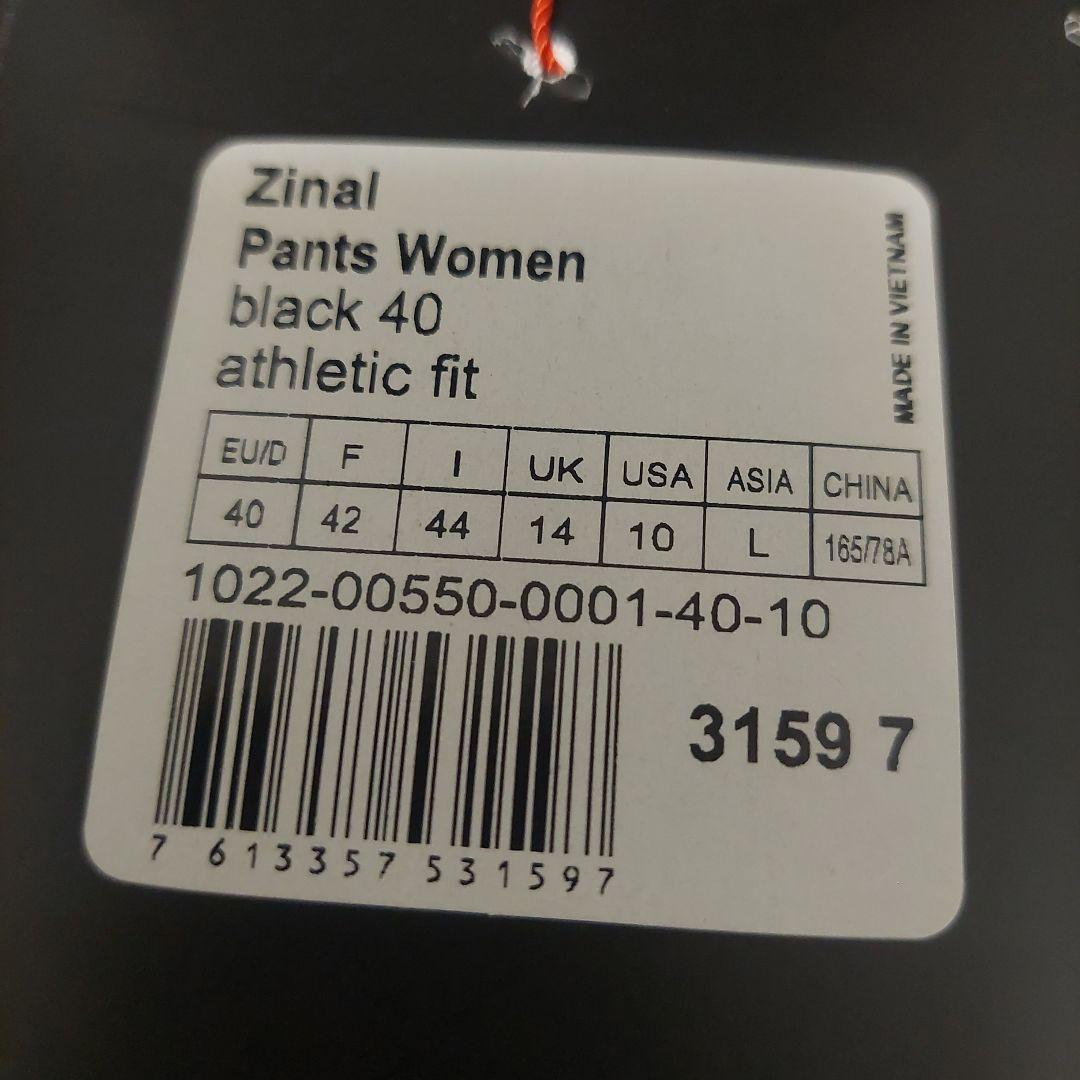 Zinal
Pants Women
black 40
athletic fit
MADE IN VIETNAM
EU/D F I UK USA ASIA CHINA
40 42 44 14 10 L 165/78A
1022-00550-0001-40-10
3159 7
7 613357 531597